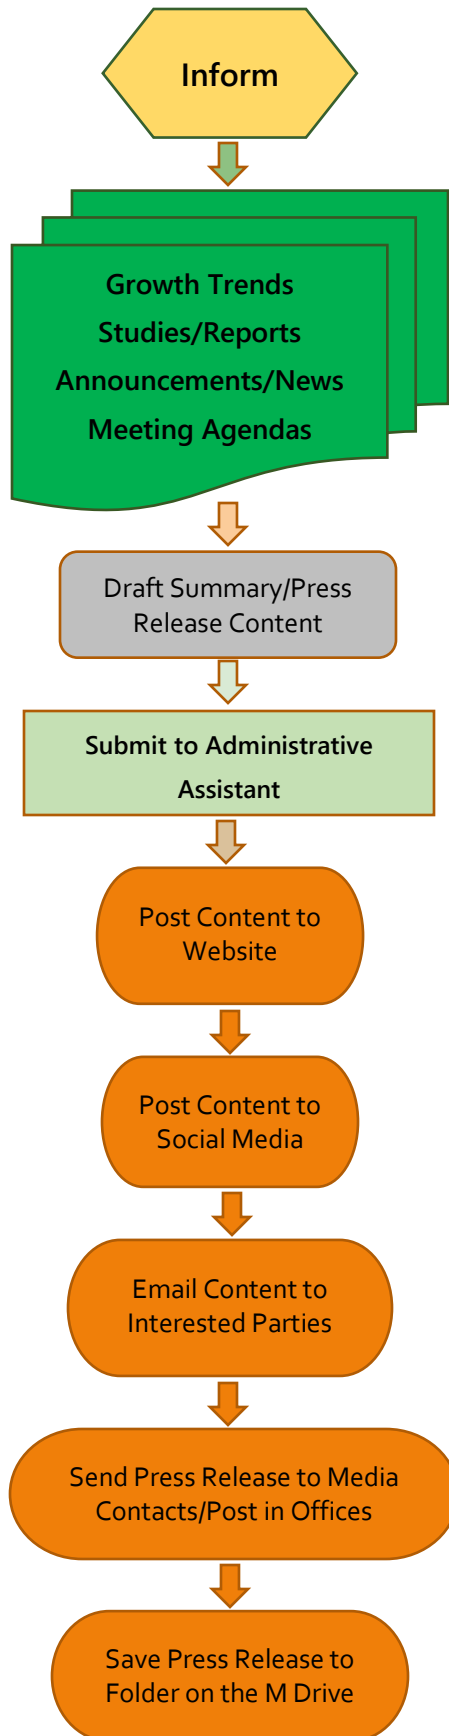 Inform
Growth Trends
Studies/Reports
Announcements/News
Meeting Agendas
Draft Summary/Press
Release Content
Submit to Administrative
Assistant
Post Content to
Website
Post Content to
Social Media
Email Content to
Interested Parties
Send Press Release to Media
Contacts/Post in Offices
Save Press Release to
Folder on the M Drive